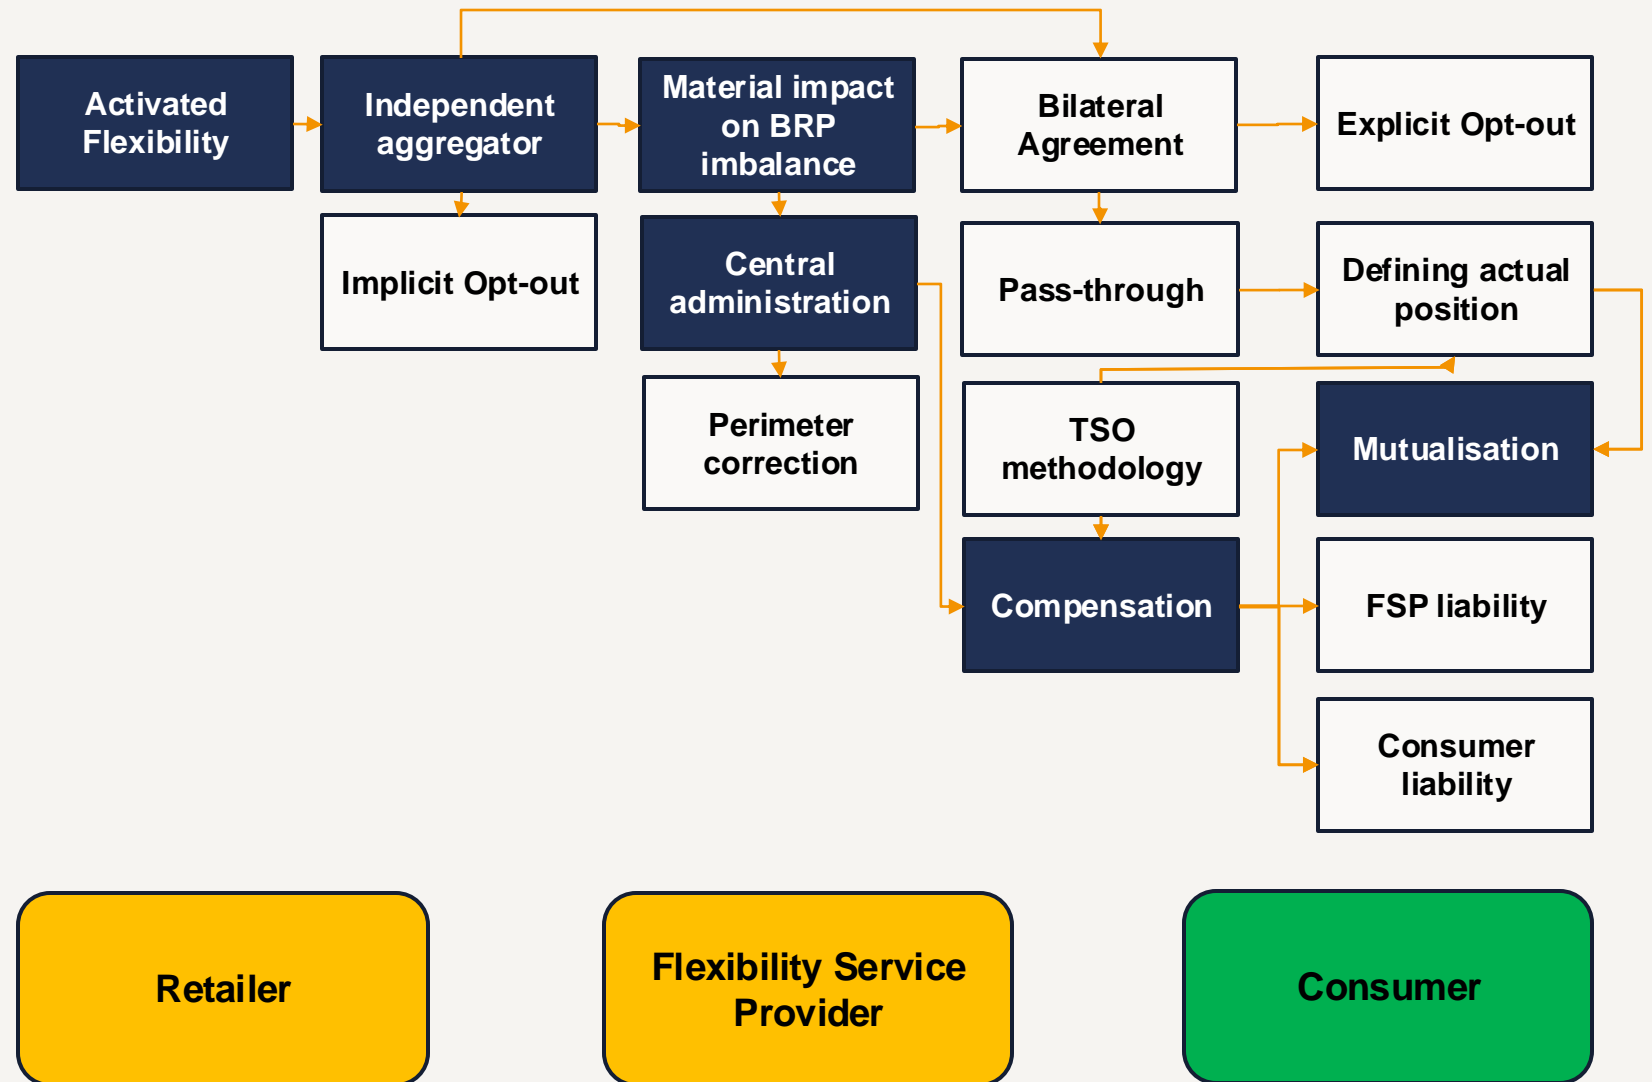 Activated
Flexibility
Independent
aggregator
Material impact
on BRP
imbalance
Bilateral
Agreement
Explicit Opt-out
Implicit Opt-out
Central
administration
Pass-through
Defining actual
position
Perimeter
correction
TSO
methodology
Mutualisation
Compensation
FSP liability
Consumer
liability
Retailer
Flexibility Service
Provider
Consumer